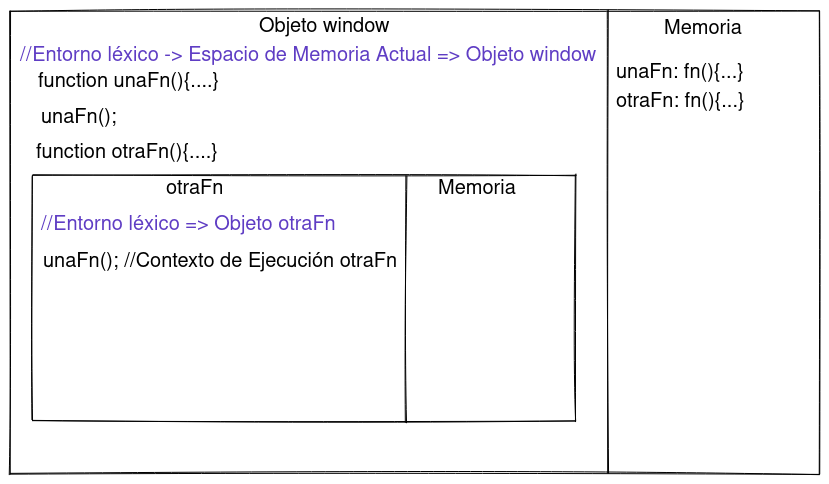 Objeto window
Memoria
//Entorno léxico -> Espacio de Memoria Actual => Objeto window
function unaFn(){....}
unaFn: fn(){...}
otraFn: fn(){...}
unaFn();
function otraFn(){....}
otraFn
Memoria
//Entorno léxico => Objeto otraFn
unaFn(); //Contexto de Ejecución otraFn